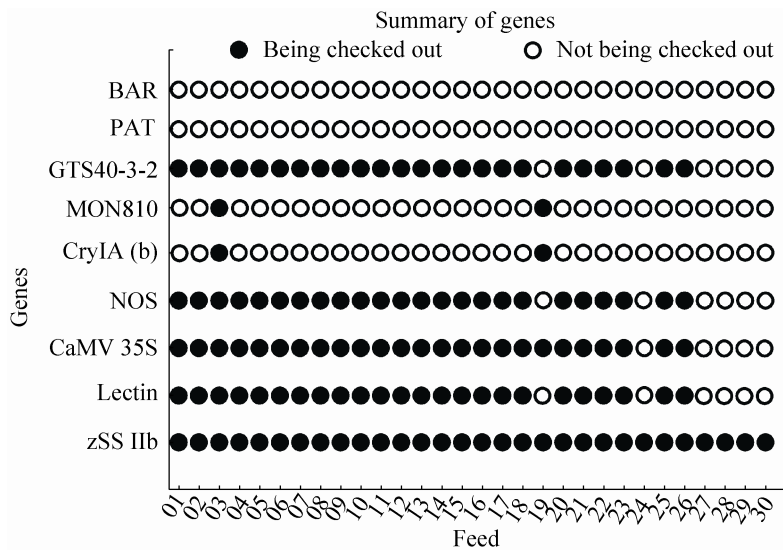 Summary of genes
Being checked out Not being checked out
BAR
PAT
GTS40-3-2
MON810
CryIA (b)
NOS
CaMV 35S
Lectin
zSS IIb
Genes
01 02 03 04 05 06 07 08 09 10 11 12 13 14 15 16 17 18 19 20 21 22 23 24 25 26 27 28 29 30
Feed